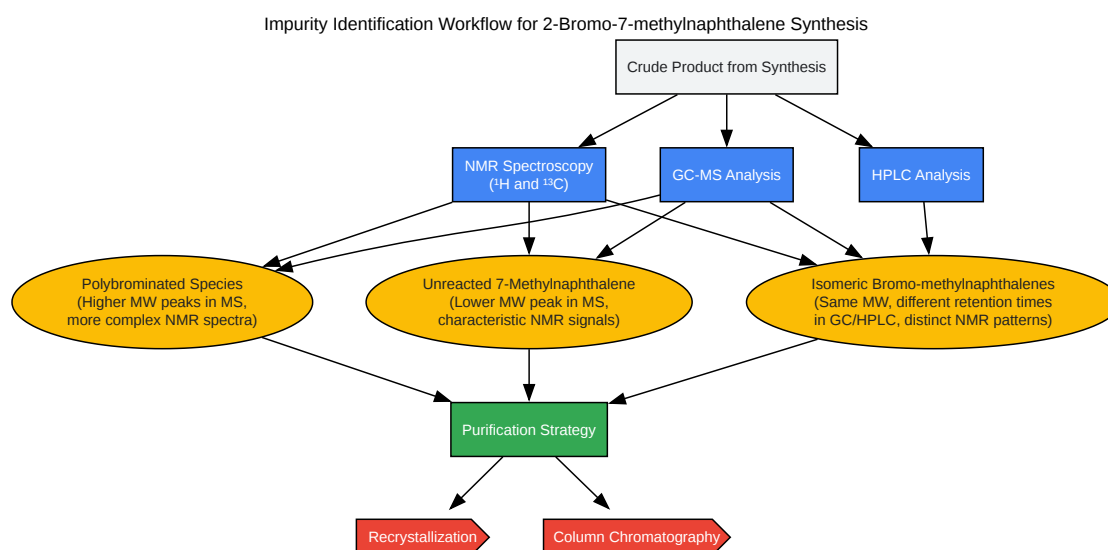 Impurity Identification Workflow for 2-Bromo-7-methylnaphthalene Synthesis
Crude Product from Synthesis
NMR Spectroscopy
(¹H and ¹³C)
GC-MS Analysis
HPLC Analysis
Polybrominated Species
(Higher MW peaks in MS,
more complex NMR spectra)
Unreacted 7-Methylnaphthalene
(Lower MW peak in MS,
characteristic NMR signals)
Isomeric Bromo-methylnaphthalenes
(Same MW, different retention times
in GC/HPLC, distinct NMR patterns)
Purification Strategy
Recrystallization
Column Chromatography